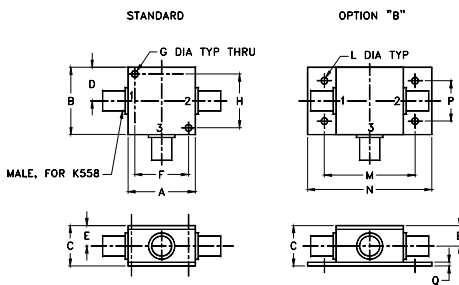 STANDARD
OPTION "B"
G DIA TYP THRU
L DIA TYP
D
B
1
2
3
H
1
2
3
P
MALE, FOR K558
F
A
M
N
E
C
C
E
Q